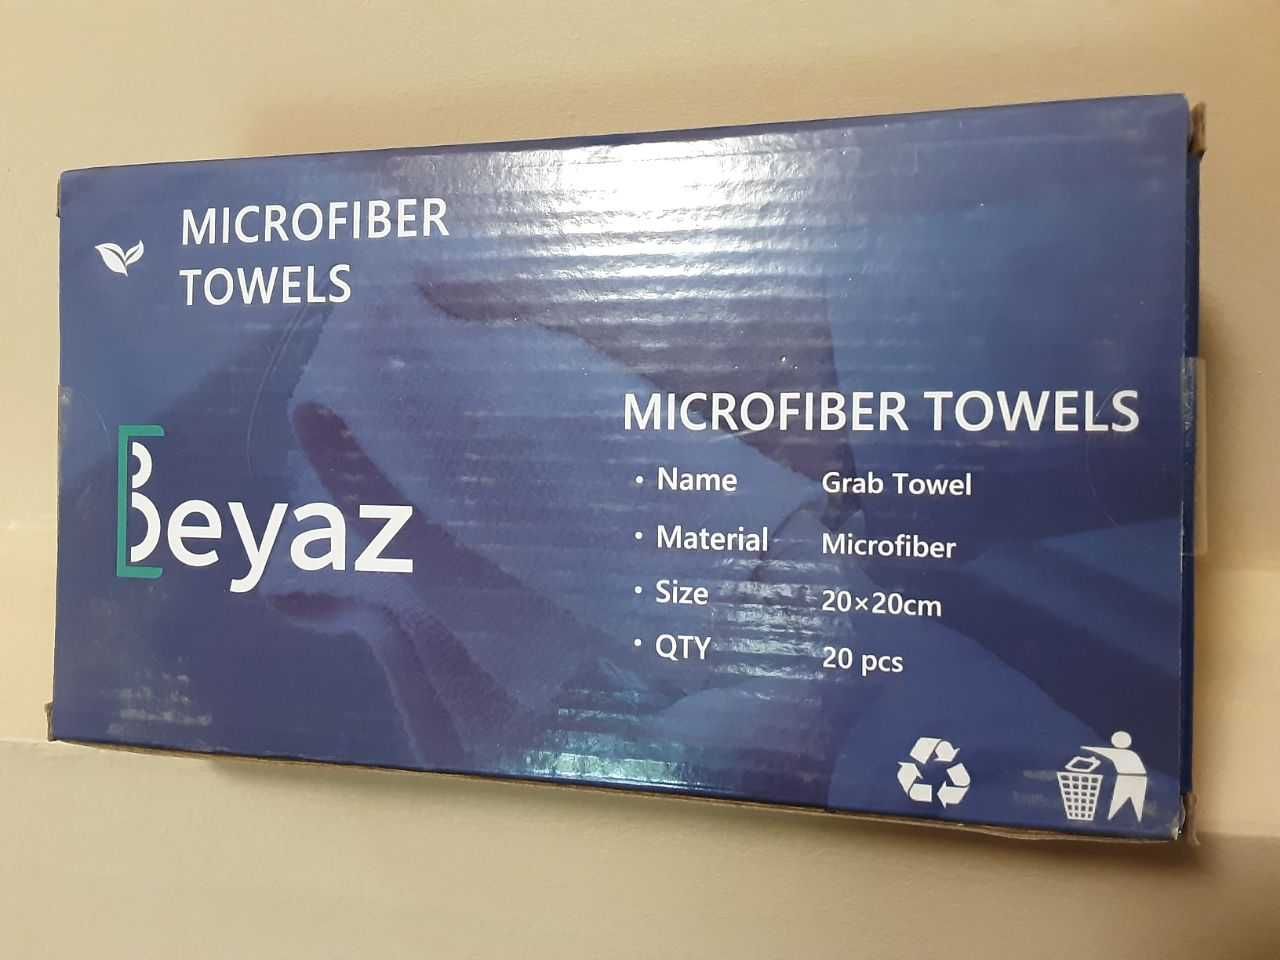 MICROFIBER
TOWELS
Beyaz
MICROFIBER TOWELS
• Name Grab Towel
• Material Microfiber
• Size 20×20cm
• QTY 20 pcs